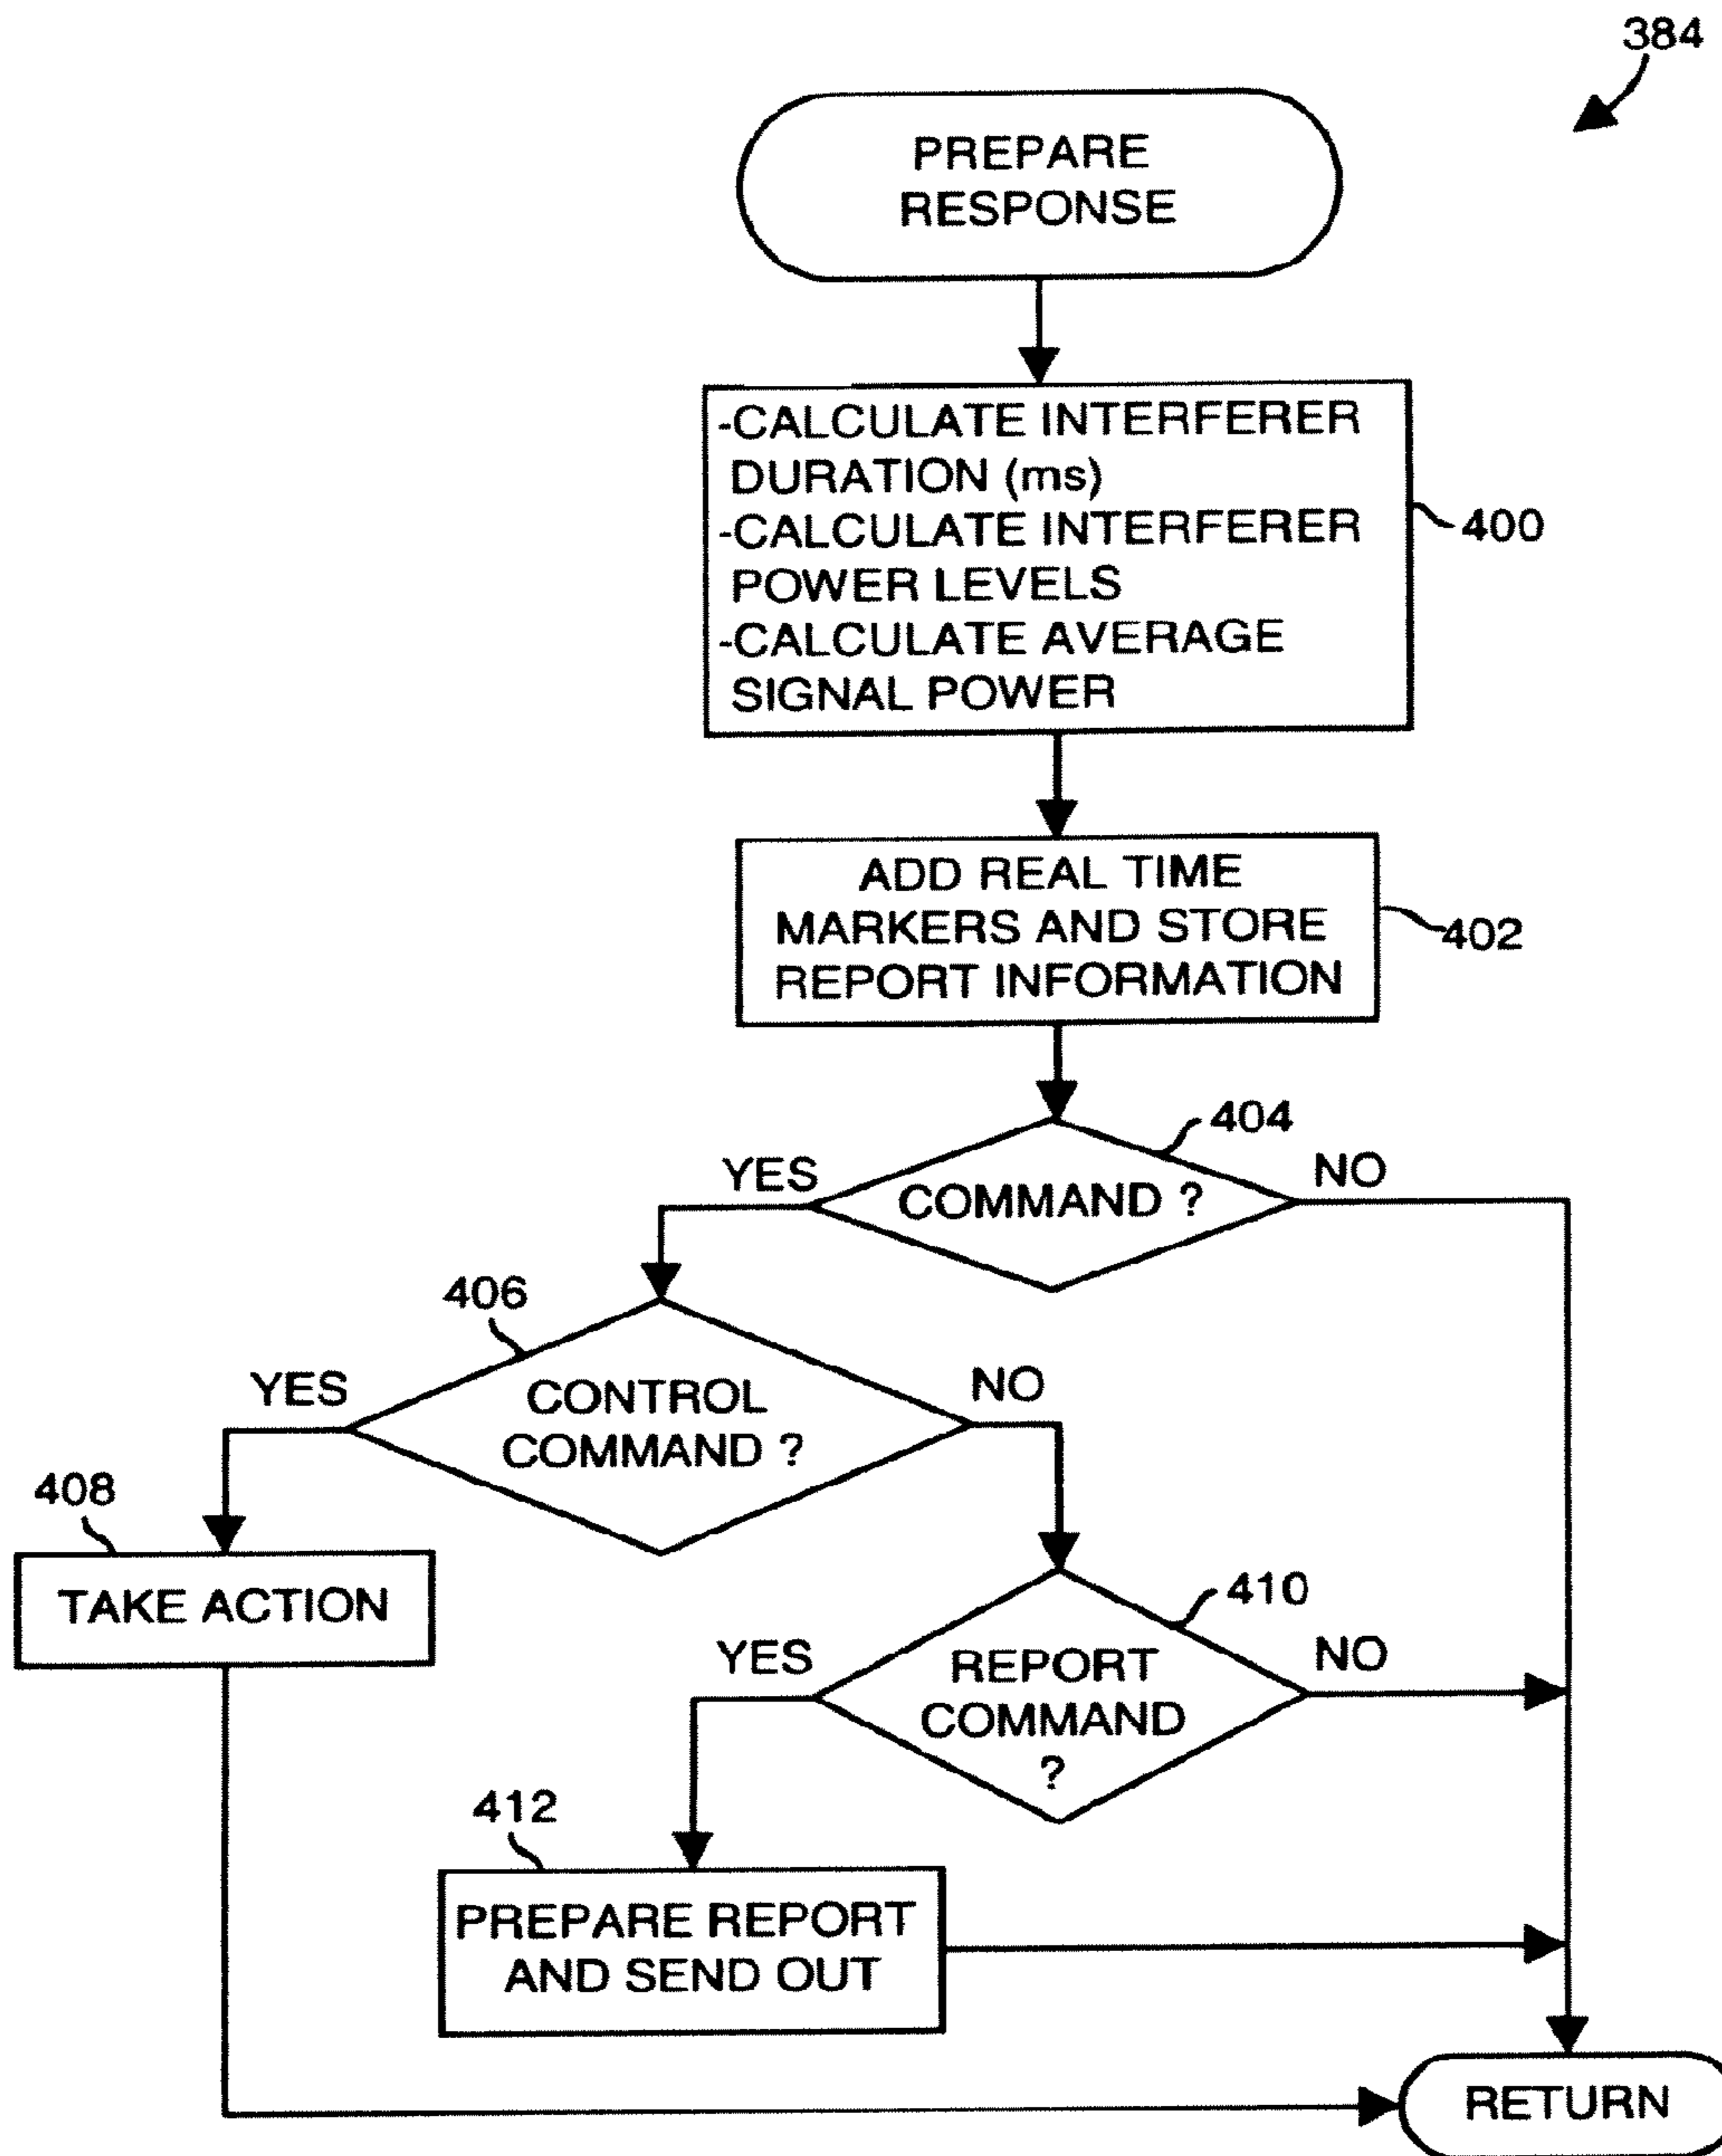 384
PREPARE
RESPONSE
-CALCULATE INTERFERER
DURATION (ms)
-CALCULATE INTERFERER
POWER LEVELS
-CALCULATE AVERAGE
SIGNAL POWER
400
ADD REAL TIME
MARKERS AND STORE
REPORT INFORMATION
402
404
YES
COMMAND ?
NO
406
YES
CONTROL
COMMAND ?
NO
408
TAKE ACTION
410
YES
REPORT
COMMAND
?
NO
412
PREPARE REPORT
AND SEND OUT
RETURN